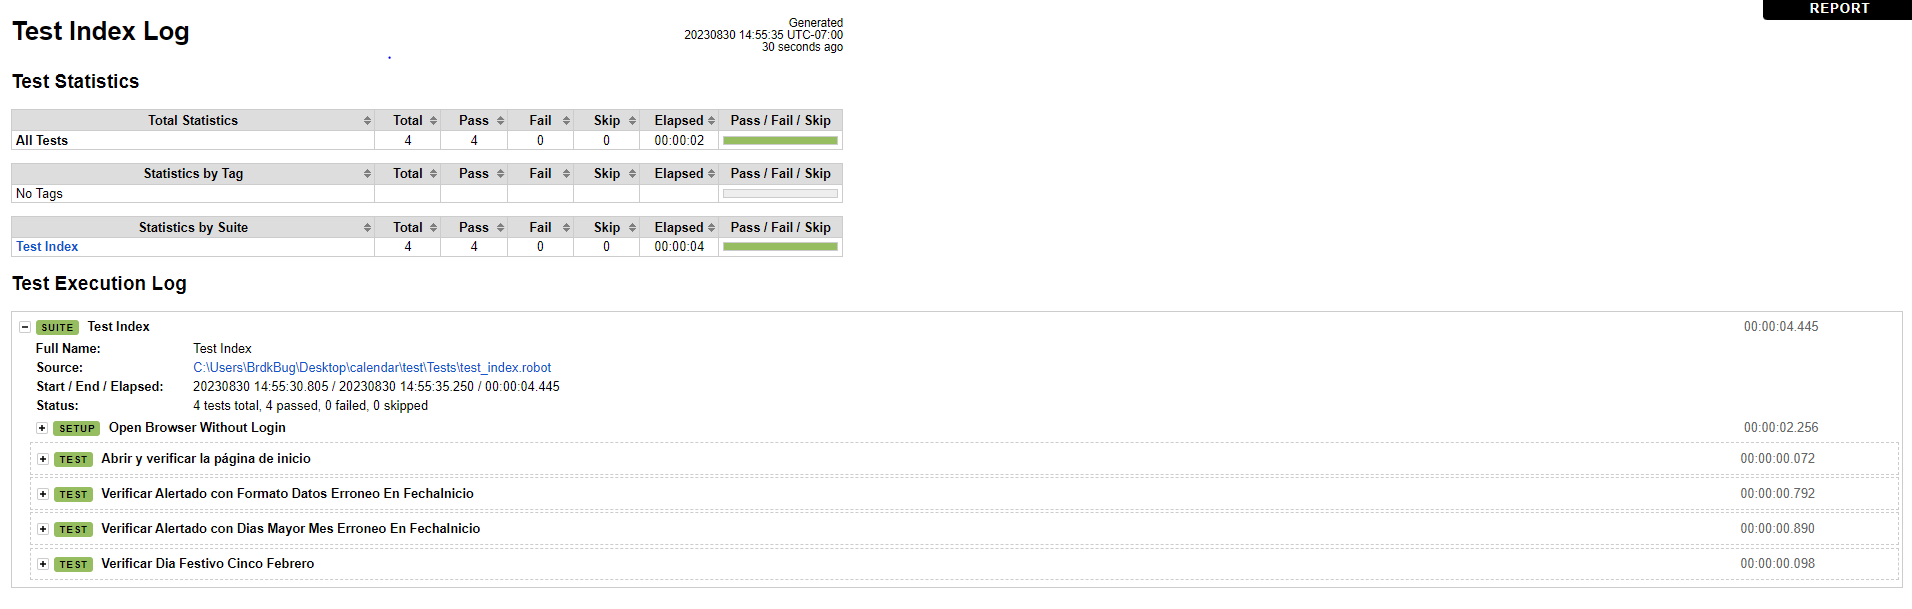 REPORT
Test Index Log
Generated
20230830 14:55:35 UTC-07:00
30 seconds ago
Test Statistics
Total Statistics Total Pass Fail Skip Elapsed Pass / Fail / Skip
All Tests 4 4 0 0 00:00:02
Statistics by Tag Total Pass Fail Skip Elapsed Pass / Fail / Skip
No Tags
Statistics by Suite Total Pass Fail Skip Elapsed Pass / Fail / Skip
Test Index 4 4 0 0 00:00:04
Test Execution Log
SUITE Test Index 00:00:04.445
Full Name: Test Index
Source: C:\Users\BrdkBug\Desktop\calendar\test\Tests\test_index.robot
Start / End / Elapsed: 20230830 14:55:30.805 / 20230830 14:55:35.250 / 00:00:04.445
Status: 4 tests total, 4 passed, 0 failed, 0 skipped
SETUP Open Browser Without Login 00:00:02.256
TEST Abrir y verificar la página de inicio 00:00:00.072
TEST Verificar Alertado con Formato Datos Erroneo En FechaInicio 00:00:00.792
TEST Verificar Alertado con Dias Mayor Mes Erroneo En FechaInicio 00:00:00.890
TEST Verificar Dia Festivo Cinco Febrero 00:00:00.098